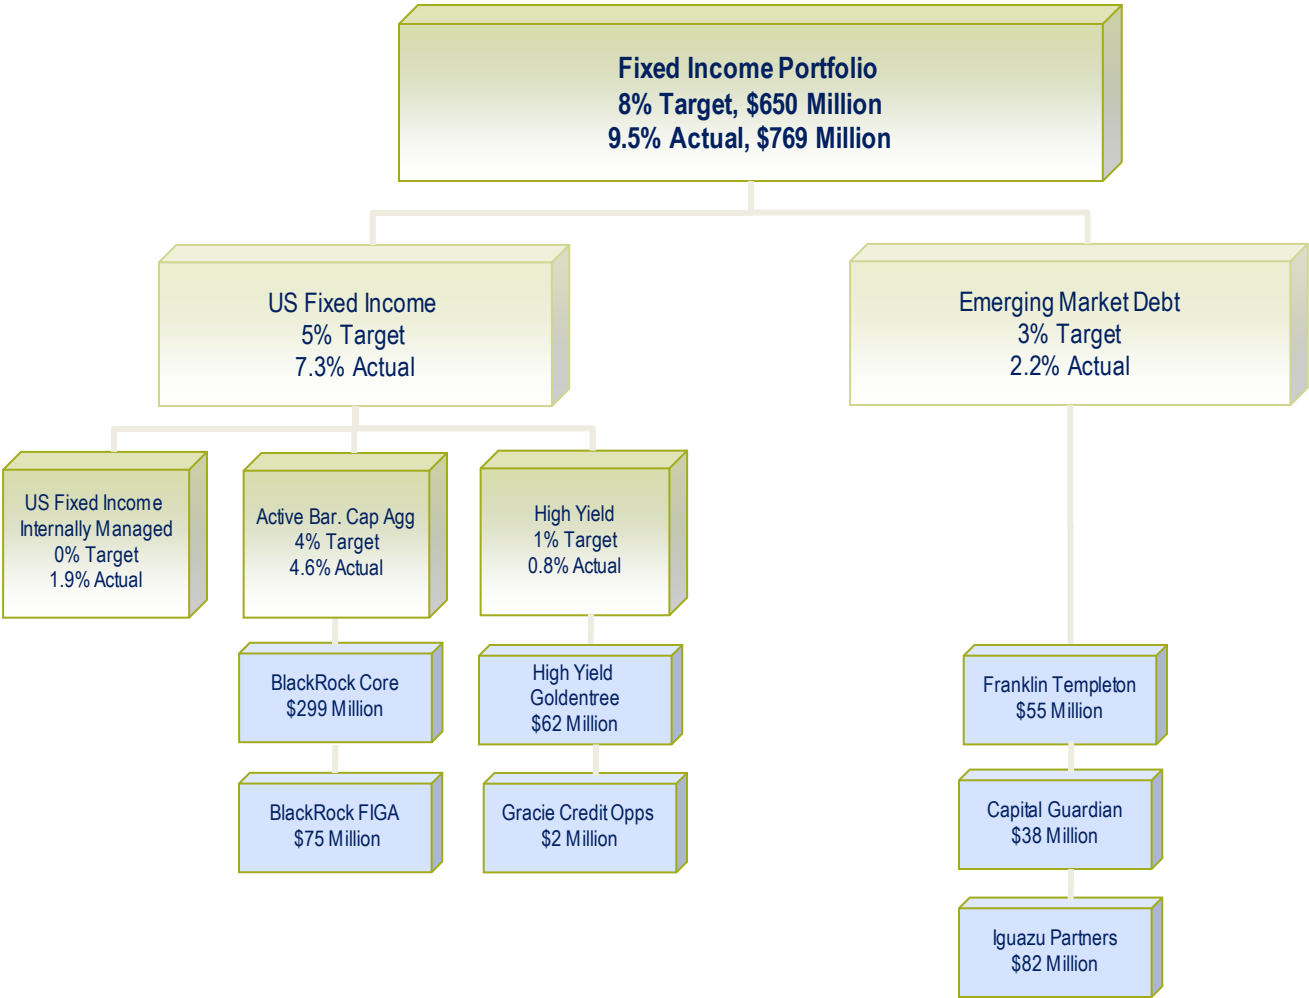 Fixed Income Portfolio
8% Target, $650 Million
9.5% Actual, $769 Million
US Fixed Income
5% Target
7.3% Actual
Emerging Market Debt
3% Target
2.2% Actual
US Fixed Income
Internally Managed
0% Target
1.9% Actual
Active Bar. Cap Agg
4% Target
4.6% Actual
High Yield
1% Target
0.8% Actual
BlackRock Core
$299 Million
High Yield
Goldentree
$62 Million
Franklin Templeton
$55 Million
BlackRock FIGA
$75 Million
Gracie Credit Opps
$2 Million
Capital Guardian
$38 Million
Iguazu Partners
$82 Million